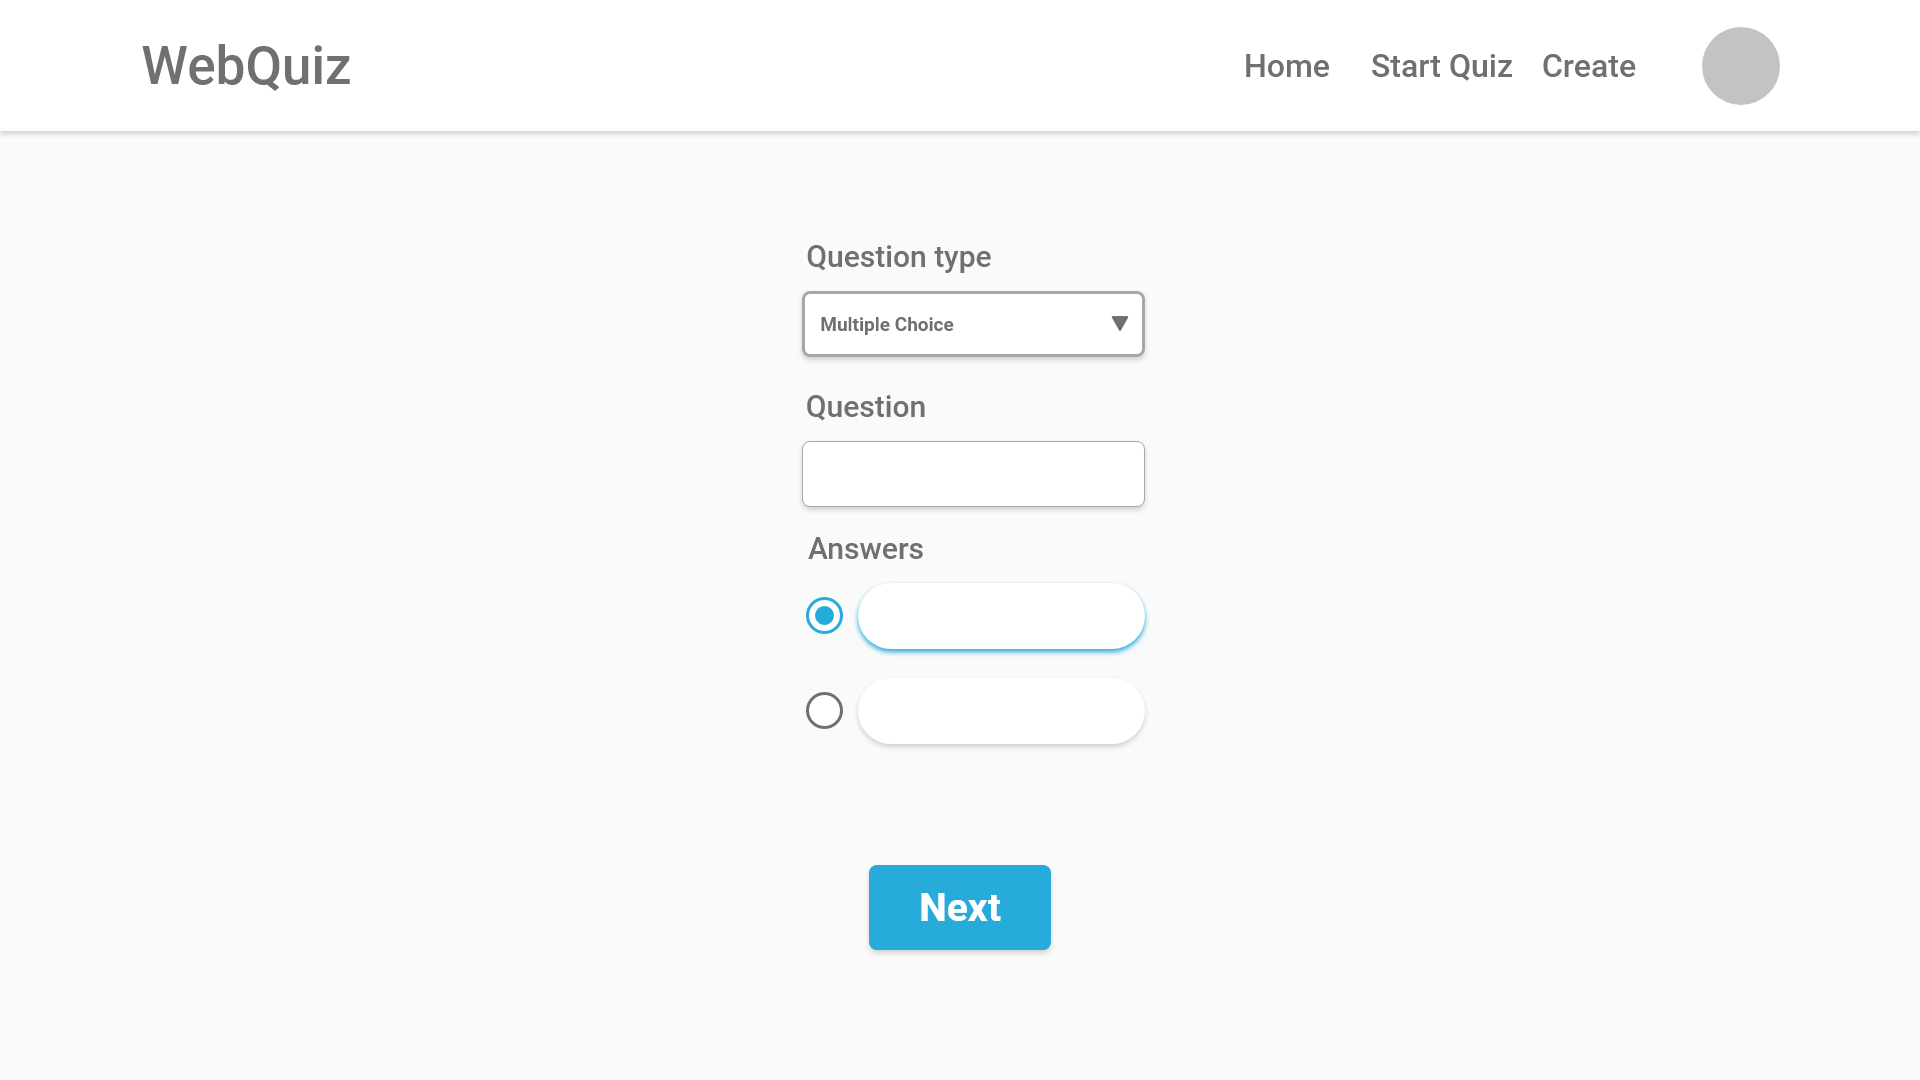 WebQuiz
Home Start Quiz Create
Question type
Multiple Choice
Question
Answers
Next